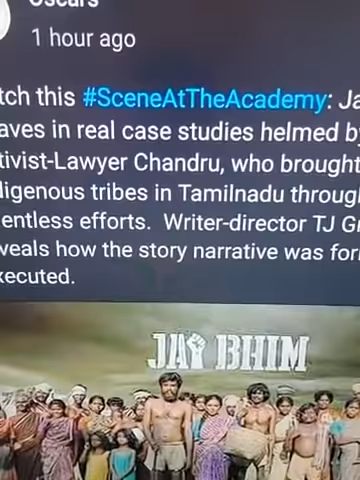 Oscars
1 hour ago
tch this #SceneAtTheAcademy: Ja
aves in real case studies helmed by
tivist-Lawyer Chandru, who brought
digenous tribes in Tamilnadu through
entless efforts. Writer-director TJ G
veals how the story narrative was for
xecuted.
JAI BHIM